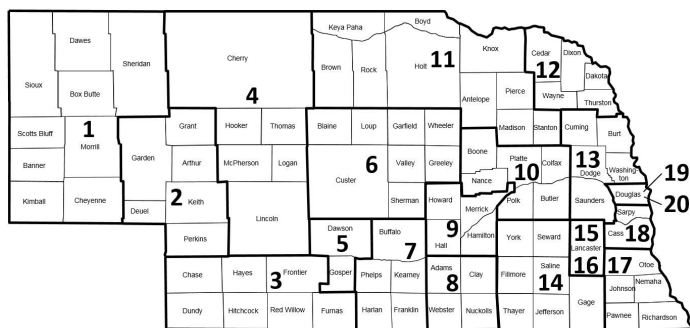 Keya Paha Boyd
Dawes Sheridan Cherry Knox Cedar Dixon
Sioux Brown Rock Holt 11 12 Dakota
Box Butte 4 Antelope Pierce Wayne Thurston
Scotts Bluff 1 Morrill Grant Hooker Thomas Blaine Loup Garfield Wheeler Madison Stanton Cuming Burt
Banner Garden Arthur McPherson Logan 6 Custer Valley Greeley Boone Platte Colfax 13 Dodge Washing-
ton
19
Kimball Cheyenne 2 Keith Nance 10
Deuel Lincoln Sherman Howard Merrick Polk Butler Saunders Douglas 20
Sarpy
Perkins Dawson Buffalo 9 Hall Hamilton York Seward 15 Lancaster Cass 18
5 7
Chase Hayes Frontier Gosper Phelps Kearney Adams Clay Fillmore Saline 16 17 Otoe
3 8 14 Johnson Nemaha
Dundy Hitchcock Red Willow Furnas Harlan Franklin Webster Nuckolls Thayer Jefferson Gage Pawnee Richardson